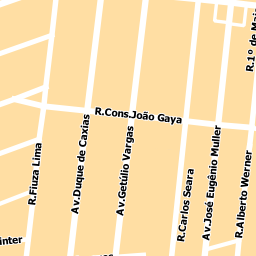 R.1º de Mai
R.Cons.João Gaya
R.Fiuza Lima
Av.Duque de Caxias
Av.Getúlio Vargas
R.Carlos Seara
Av.José Eugênio Muller
R.Alberto Werner
inter